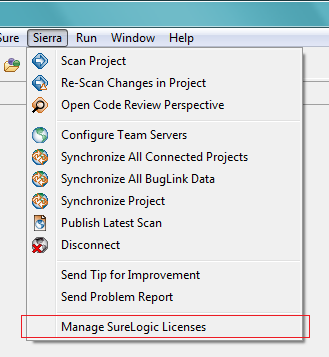 Sure Sierra Run Window Help
Scan Project
Re-Scan Changes in Project
Open Code Review Perspective
Configure Team Servers
Synchronize All Connected Projects
Synchronize All BugLink Data
Synchronize Project
Publish Latest Scan
Disconnect
Send Tip for Improvement
Send Problem Report
Manage SureLogic Licenses